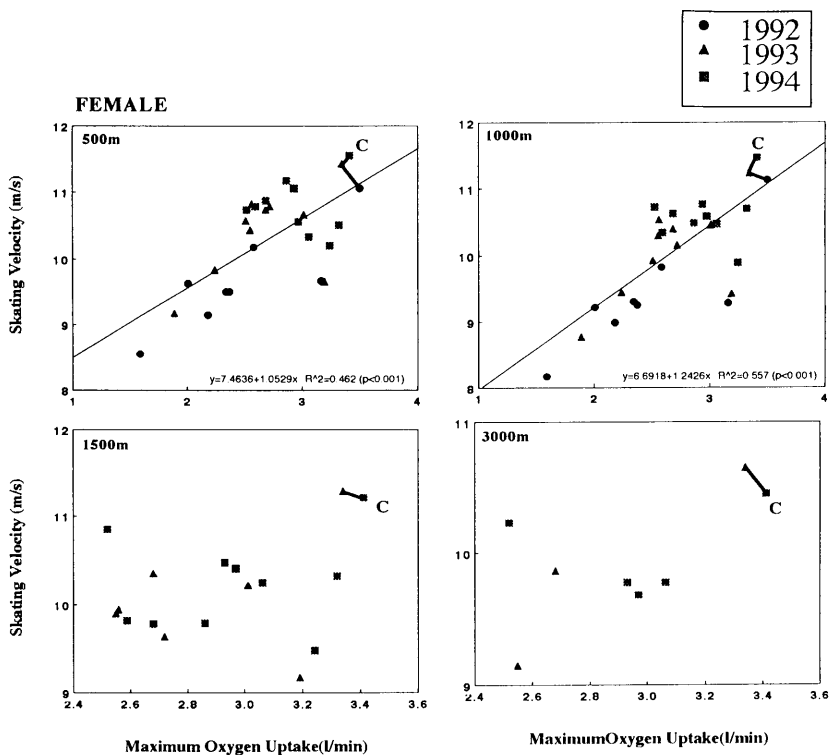 1992
1993
1994
FEMALE
12
11
10
9
8
500m
C
y=7.4636+1.0529x R^2=0.462 (p<0.001)
1 2 3 4
Skating Velocity (m/s)
12
11
10
9
8
1000m
C
y=6.6918+1.2426x R^2=0.557 (p<0.001)
1 2 3 4
12
11
10
9
1500m
C
2.4 2.6 2.8 3.0 3.2 3.4 3.6
Skating Velocity (m/s)
Maximum Oxygen Uptake(l/min)
11
10
9
3000m
C
2.4 2.6 2.8 3.0 3.2 3.4 3.6
MaximumOxygen Uptake(l/min)